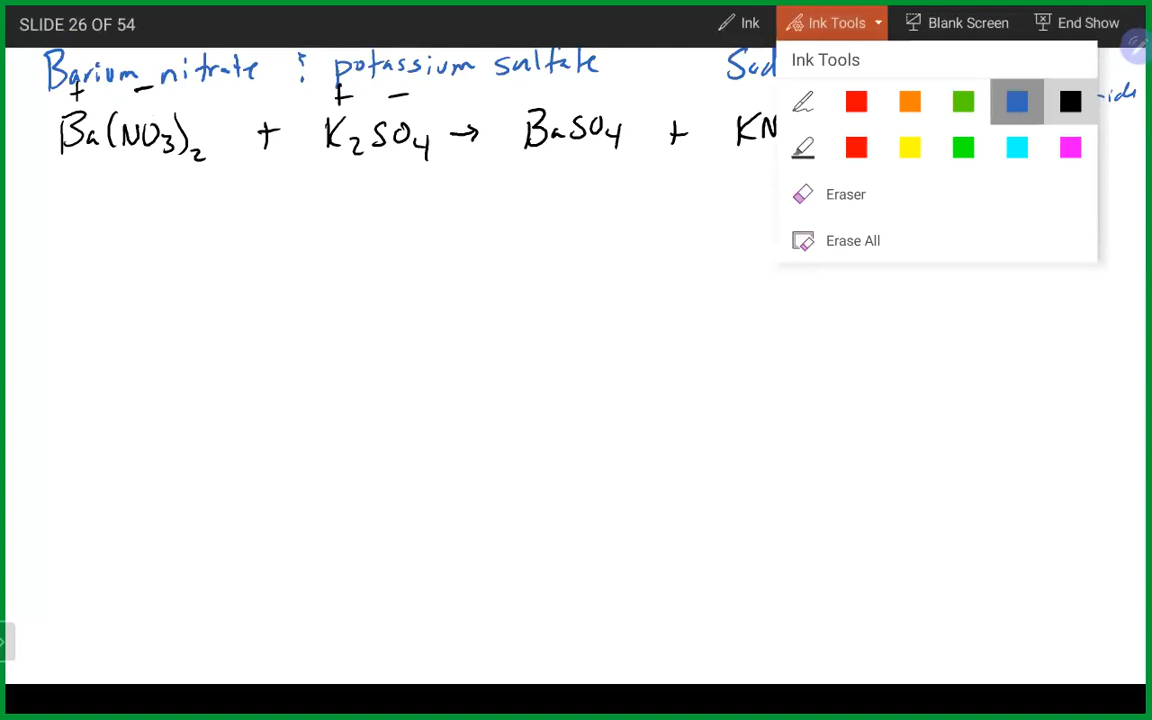 SLIDE 26 OF 54 Ink Ink Tools Blank Screen End Show
Barium nitrate : potassium sulfate
+ - + -
Ba(NO3)2 + K2SO4 → BaSO4 + KN
Ink Tools
Eraser
Erase All